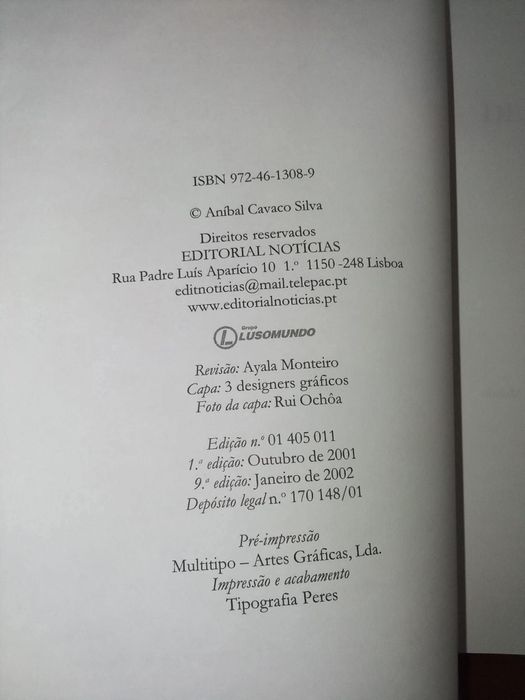 ISBN 972-46-1308-9
© Aníbal Cavaco Silva
Direitos reservados
EDITORIAL NOTÍCIAS
Rua Padre Luís Aparício 10 1.º 1150-248 Lisboa
editnoticias@mail.telepac.pt
www.editorialnoticias.pt
Grupo
LUSOMUNDO
Revisão: Ayala Monteiro
Capa: 3 designers gráficos
Foto da capa: Rui Ochôa
Edição n.º 01 405 011
1.ª edição: Outubro de 2001
9.ª edição: Janeiro de 2002
Depósito legal n.º 170 148/01
Pré-impressão
Multitipo – Artes Gráficas, Lda.
Impressão e acabamento
Tipografia Peres